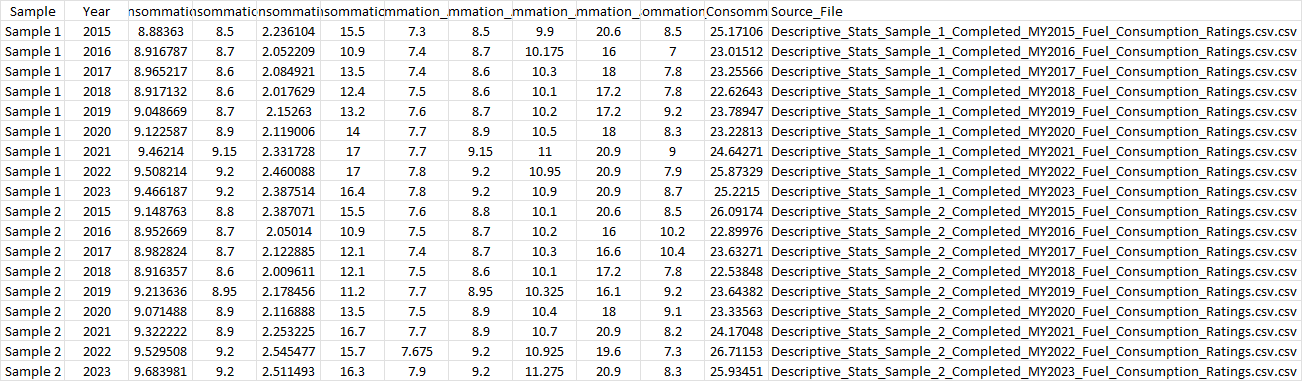 Sample Year nsommatic sommatic nsommatic sommatic mmation_ mmation_ mmation_ mmation_ ommation_ Consomm Source_File
Sample 1 2015 8.88363 8.5 2.236104 15.5 7.3 8.5 9.9 20.6 8.5 25.17106 Descriptive_Stats_Sample_1_Completed_MY2015_Fuel_Consumption_Ratings.csv.csv
Sample 1 2016 8.916787 8.7 2.052209 10.9 7.4 8.7 10.175 16 7 23.01512 Descriptive_Stats_Sample_1_Completed_MY2016_Fuel_Consumption_Ratings.csv.csv
Sample 1 2017 8.965217 8.6 2.084921 13.5 7.4 8.6 10.3 18 7.8 23.25566 Descriptive_Stats_Sample_1_Completed_MY2017_Fuel_Consumption_Ratings.csv.csv
Sample 1 2018 8.917132 8.6 2.017629 12.4 7.5 8.6 10.1 17.2 7.8 22.62643 Descriptive_Stats_Sample_1_Completed_MY2018_Fuel_Consumption_Ratings.csv.csv
Sample 1 2019 9.048669 8.7 2.15263 13.2 7.6 8.7 10.2 17.2 9.2 23.78947 Descriptive_Stats_Sample_1_Completed_MY2019_Fuel_Consumption_Ratings.csv.csv
Sample 1 2020 9.122587 8.9 2.119006 14 7.7 8.9 10.5 18 8.3 23.22813 Descriptive_Stats_Sample_1_Completed_MY2020_Fuel_Consumption_Ratings.csv.csv
Sample 1 2021 9.46214 9.15 2.331728 17 7.7 9.15 11 20.9 9 24.64271 Descriptive_Stats_Sample_1_Completed_MY2021_Fuel_Consumption_Ratings.csv.csv
Sample 1 2022 9.508214 9.2 2.460088 17 7.8 9.2 10.95 20.9 7.9 25.87329 Descriptive_Stats_Sample_1_Completed_MY2022_Fuel_Consumption_Ratings.csv.csv
Sample 1 2023 9.466187 9.2 2.387514 16.4 7.8 9.2 10.9 20.9 8.7 25.2215 Descriptive_Stats_Sample_1_Completed_MY2023_Fuel_Consumption_Ratings.csv.csv
Sample 2 2015 9.148763 8.8 2.387071 15.5 7.6 8.8 10.1 20.6 8.5 26.09174 Descriptive_Stats_Sample_2_Completed_MY2015_Fuel_Consumption_Ratings.csv.csv
Sample 2 2016 8.952669 8.7 2.05014 10.9 7.5 8.7 10.2 16 10.2 22.89976 Descriptive_Stats_Sample_2_Completed_MY2016_Fuel_Consumption_Ratings.csv.csv
Sample 2 2017 8.982824 8.7 2.122885 12.1 7.4 8.7 10.3 16.6 10.4 23.63271 Descriptive_Stats_Sample_2_Completed_MY2017_Fuel_Consumption_Ratings.csv.csv
Sample 2 2018 8.916357 8.6 2.009611 12.1 7.5 8.6 10.1 17.2 7.8 22.53848 Descriptive_Stats_Sample_2_Completed_MY2018_Fuel_Consumption_Ratings.csv.csv
Sample 2 2019 9.213636 8.95 2.178456 11.2 7.7 8.95 10.325 16.1 9.2 23.64382 Descriptive_Stats_Sample_2_Completed_MY2019_Fuel_Consumption_Ratings.csv.csv
Sample 2 2020 9.071488 8.9 2.116888 13.5 7.5 8.9 10.4 18 9.1 23.33563 Descriptive_Stats_Sample_2_Completed_MY2020_Fuel_Consumption_Ratings.csv.csv
Sample 2 2021 9.322222 8.9 2.253225 16.7 7.7 8.9 10.7 20.9 8.2 24.17048 Descriptive_Stats_Sample_2_Completed_MY2021_Fuel_Consumption_Ratings.csv.csv
Sample 2 2022 9.529508 9.2 2.545477 15.7 7.675 9.2 10.925 19.6 7.3 26.71153 Descriptive_Stats_Sample_2_Completed_MY2022_Fuel_Consumption_Ratings.csv.csv
Sample 2 2023 9.683981 9.2 2.511493 16.3 7.9 9.2 11.275 20.9 8.3 25.93451 Descriptive_Stats_Sample_2_Completed_MY2023_Fuel_Consumption_Ratings.csv.csv